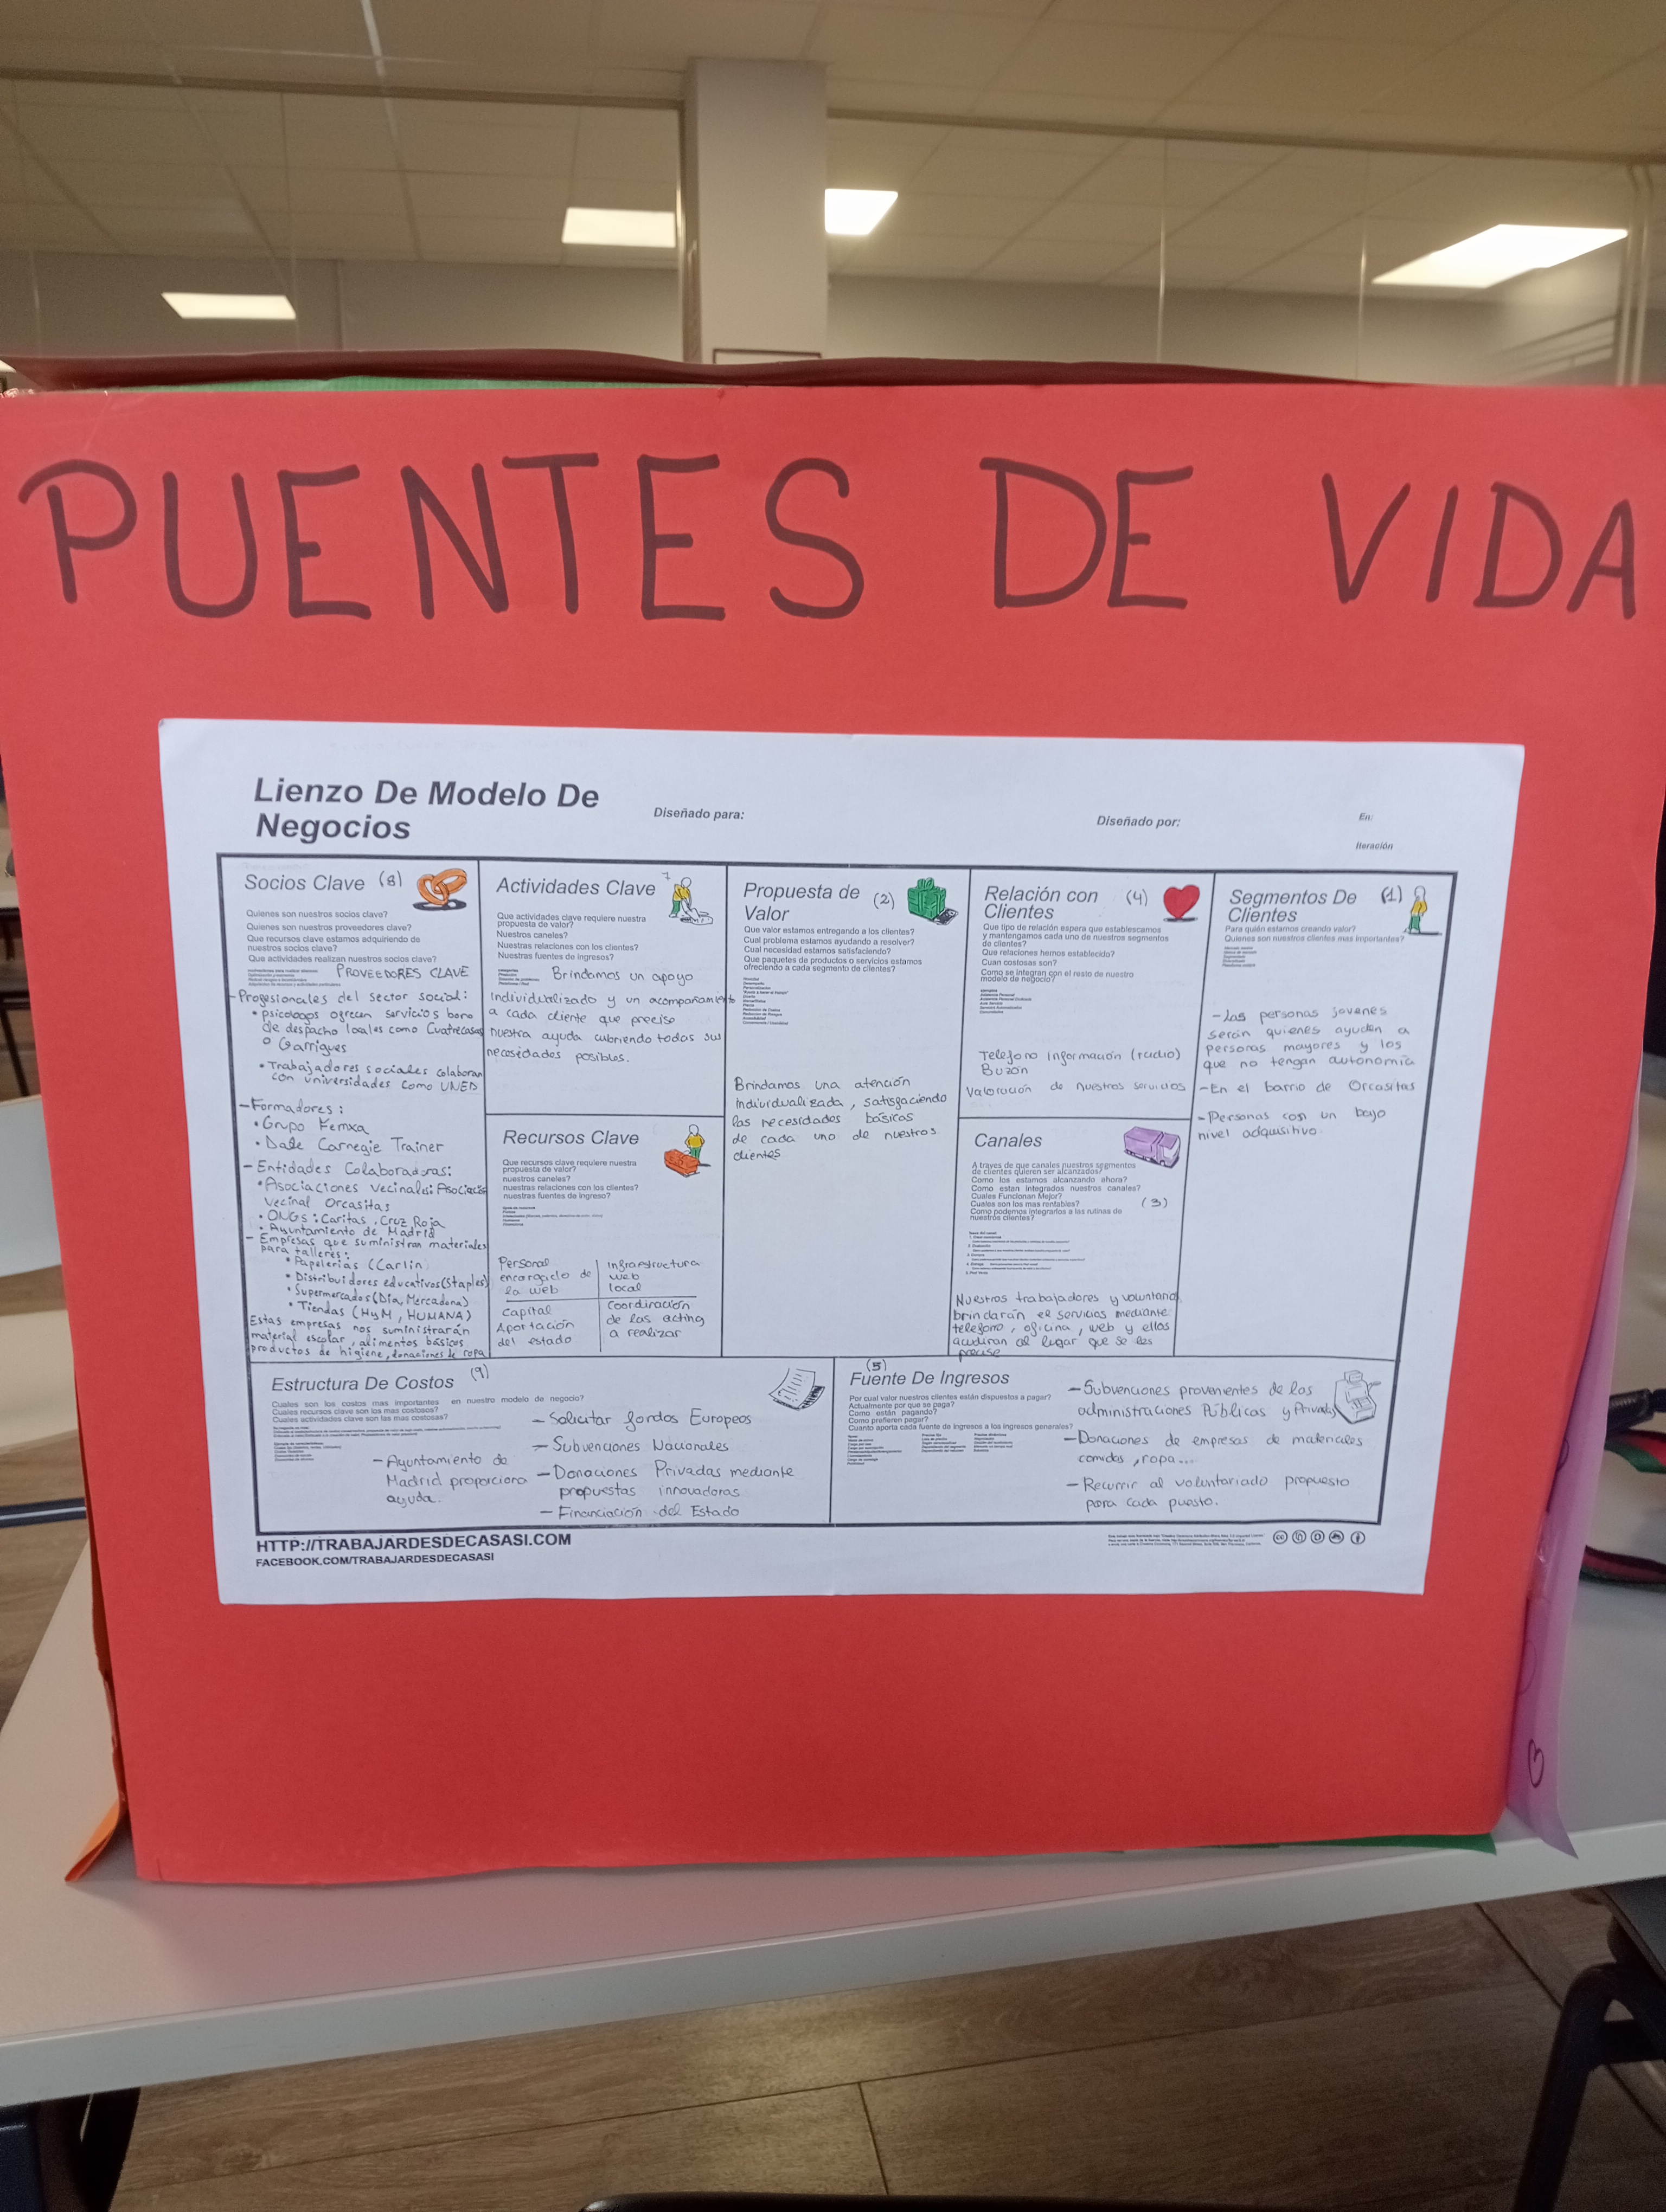 PUENTES DE VIDA
Lienzo De Modelo De
Negocios
Diseñado para:
Diseñado por:
En:
Iteración
Socios Clave (8)
Quienes son nuestros socios clave?
Quienes son nuestros proveedores clave?
Que recursos clave estamos adquiriendo de
nuestros socios clave?
Que actividades realizan nuestros socios clave?
PROVEEDORES CLAVE
- Profesionales del sector social:
• psicologos ofrecen servicios bono
de despacho locales como Cuatrecasas
o Garrigues
• Trabajadores sociales colaboran
con universidades como UNED
- Formadores:
• Grupo Femxa
• Dale Carnegie Trainer
- Entidades Colaboradoras:
• Asociaciones vecinales: Asociación
vecinal Orcasitas
• ONGs: Caritas, Cruz Roja
• Ayuntamiento de Madrid
- Empresas que suministran materiales
para talleres:
• Papelerías (Carlin)
• Distribuidores educativos (Staples)
• Supermercados (Dia, Mercadona)
• Tiendas (HyM, HUMANA)
Estas empresas nos suministrarán
material escolar, alimentos básicos
productos de higiene, donaciones de ropa
Actividades Clave 7
Que actividades clave requiere nuestra
propuesta de valor?
Nuestros canales?
Nuestras relaciones con los clientes?
Nuestras fuentes de ingresos?
Brindamos un apoyo
individualizado y un acompañamiento
a cada cliente que precise
nuestra ayuda cubriendo todas sus
necesidades posibles.
Recursos Clave
Que recursos clave requiere nuestra
propuesta de valor?
nuestros canales?
nuestras relaciones con los clientes?
nuestras fuentes de ingreso?
Personal
encargado de
la web
infraestructura
web
local
Capital
Aportación
del estado
Coordinación
de las acting
a realizar
Propuesta de
Valor (2)
Que valor estamos entregando a los clientes?
Cual problema estamos ayudando a resolver?
Cual necesidad estamos satisfaciendo?
Que paquetes de productos o servicios estamos
ofreciendo a cada segmento de clientes?
Brindamos una atención
individualizada, satisfaciendo
las necesidades básicas
de cada uno de nuestros
clientes
Relación con (4)
Clientes
Que tipo de relación espera que establescamos
y mantengamos cada uno de nuestros segmentos
de clientes?
Que relaciones hemos establecido?
Cuan costosas son?
Como se integran con el resto de nuestro
modelo de negocio?
Teléfono información (radio)
Buzón
Valoración de nuestros servicios
Canales
A traves de que canales nuestros segmentos
de clientes quieren ser alcanzados?
Como los estamos alcanzando ahora?
Como estan integrados nuestros canales?
Cuales Funcionan Mejor?
Cuales son los mas rentables? (3)
Como podemos integrarlos a las rutinas de
nuestros clientes?
Nuestros trabajadores y voluntario
brindarán el servicios mediante
teléfono, oficina, web y ellos
acudiran al lugar que se les
precise
Segmentos De (1)
Clientes
Para quién estamos creando valor?
Quienes son nuestros clientes mas importantes?
- Las personas jovenes
serán quienes ayuden a
personas mayores y los
que no tengan autonomía
- En el barrio de Orcasitas
- Personas con un bajo
nivel adquisitivo.
Estructura De Costos (9)
Cuales son los costos mas importantes en nuestro modelo de negocio?
Cuales recursos clave son los mas costosos?
Cuales actividades clave son las mas costosas?
- Ayuntamiento de
Madrid proporciona
ayuda.
- Solicitar fondos Europeos
- Subvenciones Nacionales
- Donaciones Privadas mediante
propuestas innovadoras
- Financiación del Estado
(5)
Fuente De Ingresos
Por cual valor nuestros clientes están dispuestos a pagar?
Actualmente por que se paga?
Como están pagando?
Como prefieren pagar?
Cuanto aporta cada fuente de ingresos a los ingresos generales?
- Subvenciones provenientes de las
administraciones Públicas y Privada
- Donaciones de empresas de materiales
comidas, ropa...
- Recurrir al voluntariado propuesto
para cada puesto.
HTTP://TRABAJARDESDECASASI.COM
FACEBOOK.COM/TRABAJARDESDECASASI